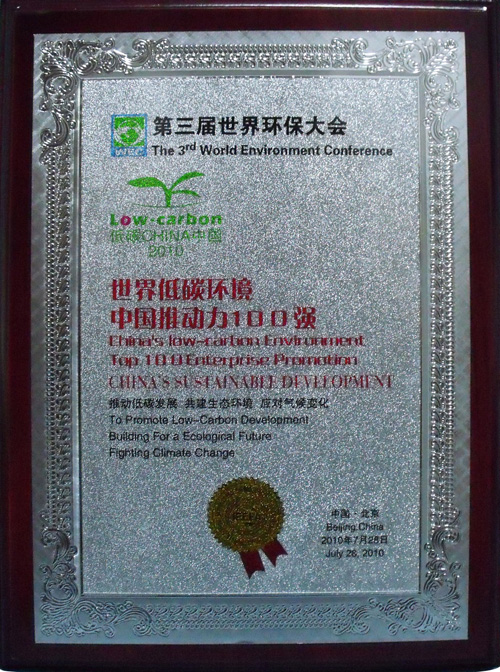 第三届世界环保大会
The 3rd World Environment Conference
WEC
Low-carbon
低碳CHINA中国
2010
世界低碳环境
中国推动力100强
China's low-carbon Environment
Top 100 Enterprise Promotion
CHINA'S SUSTAINABLE DEVELOPMENT
推动低碳发展 共建生态环境 应对气候变化
To Promote Low-Carbon Development
Building For a Ecological Future
Fighting Climate Change
中国·北京
Beijing,China
2010年7月26日
July 26, 2010